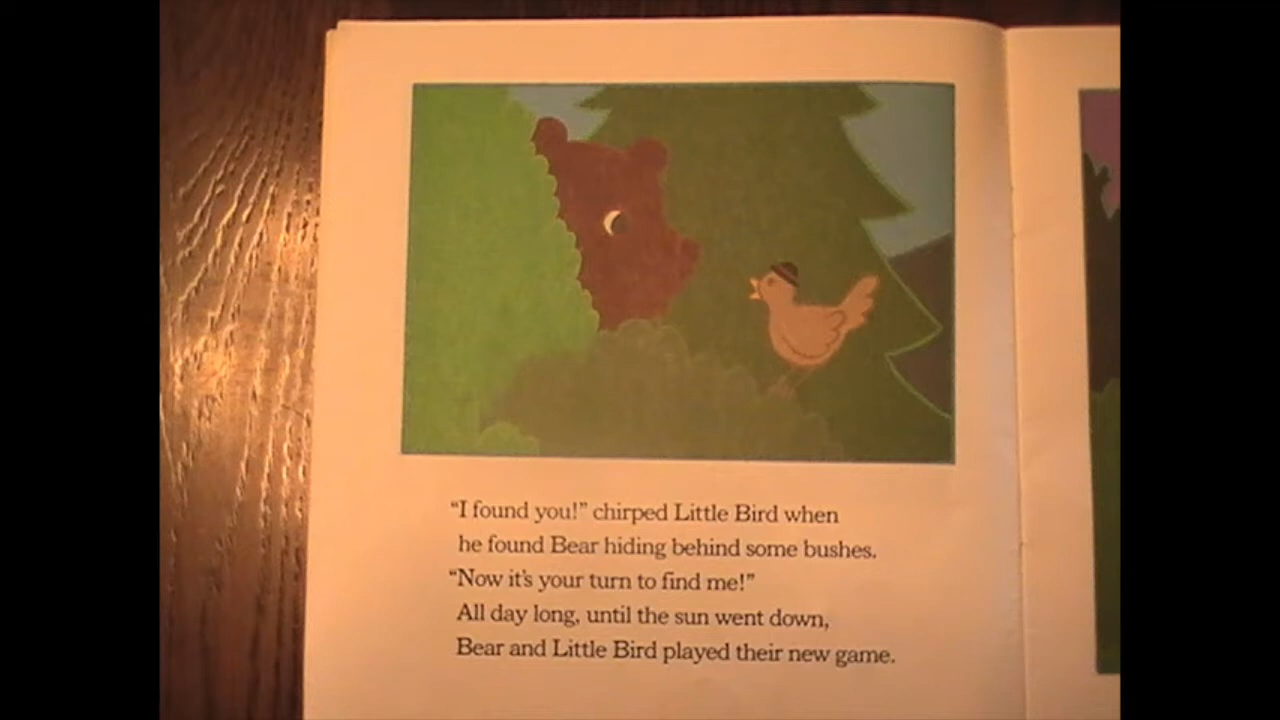 “I found you!” chirped Little Bird when
he found Bear hiding behind some bushes.
“Now it’s your turn to find me!”
All day long, until the sun went down,
Bear and Little Bird played their new game.